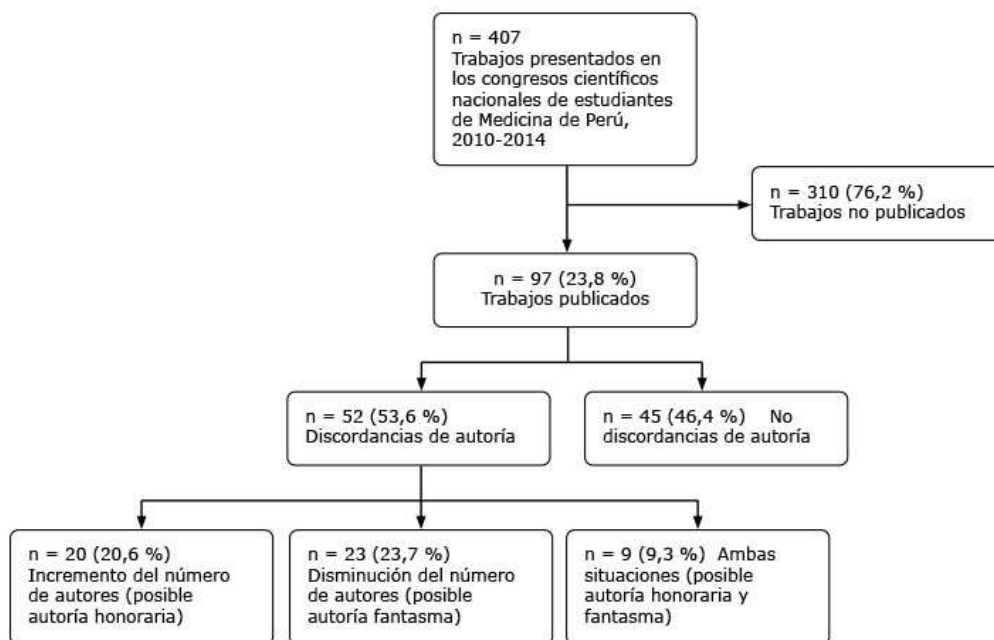 n = 407
Trabajos presentados en
los congresos científicos
nacionales de estudiantes
de Medicina de Perú,
2010-2014
n = 310 (76,2 %)
Trabajos no publicados
n = 97 (23,8 %)
Trabajos publicados
n = 52 (53,6 %)
Discordancias de autoría
n = 45 (46,4 %) No
discordancias de autoría
n = 20 (20,6 %)
Incremento del número
de autores (posible
autoría honoraria)
n = 23 (23,7 %)
Disminución del número
de autores (posible
autoría fantasma)
n = 9 (9,3 %) Ambas
situaciones (posible
autoría honoraria y
fantasma)